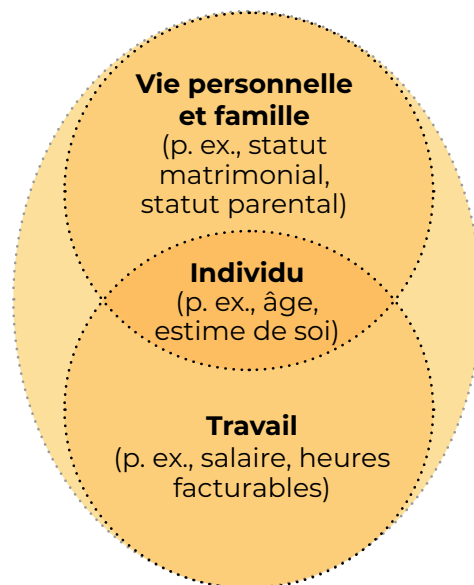 Vie personnelle
et famille
(p. ex., statut
matrimonial,
statut parental)
Individu
(p. ex., âge,
estime de soi)
Travail
(p. ex., salaire, heures
facturables)